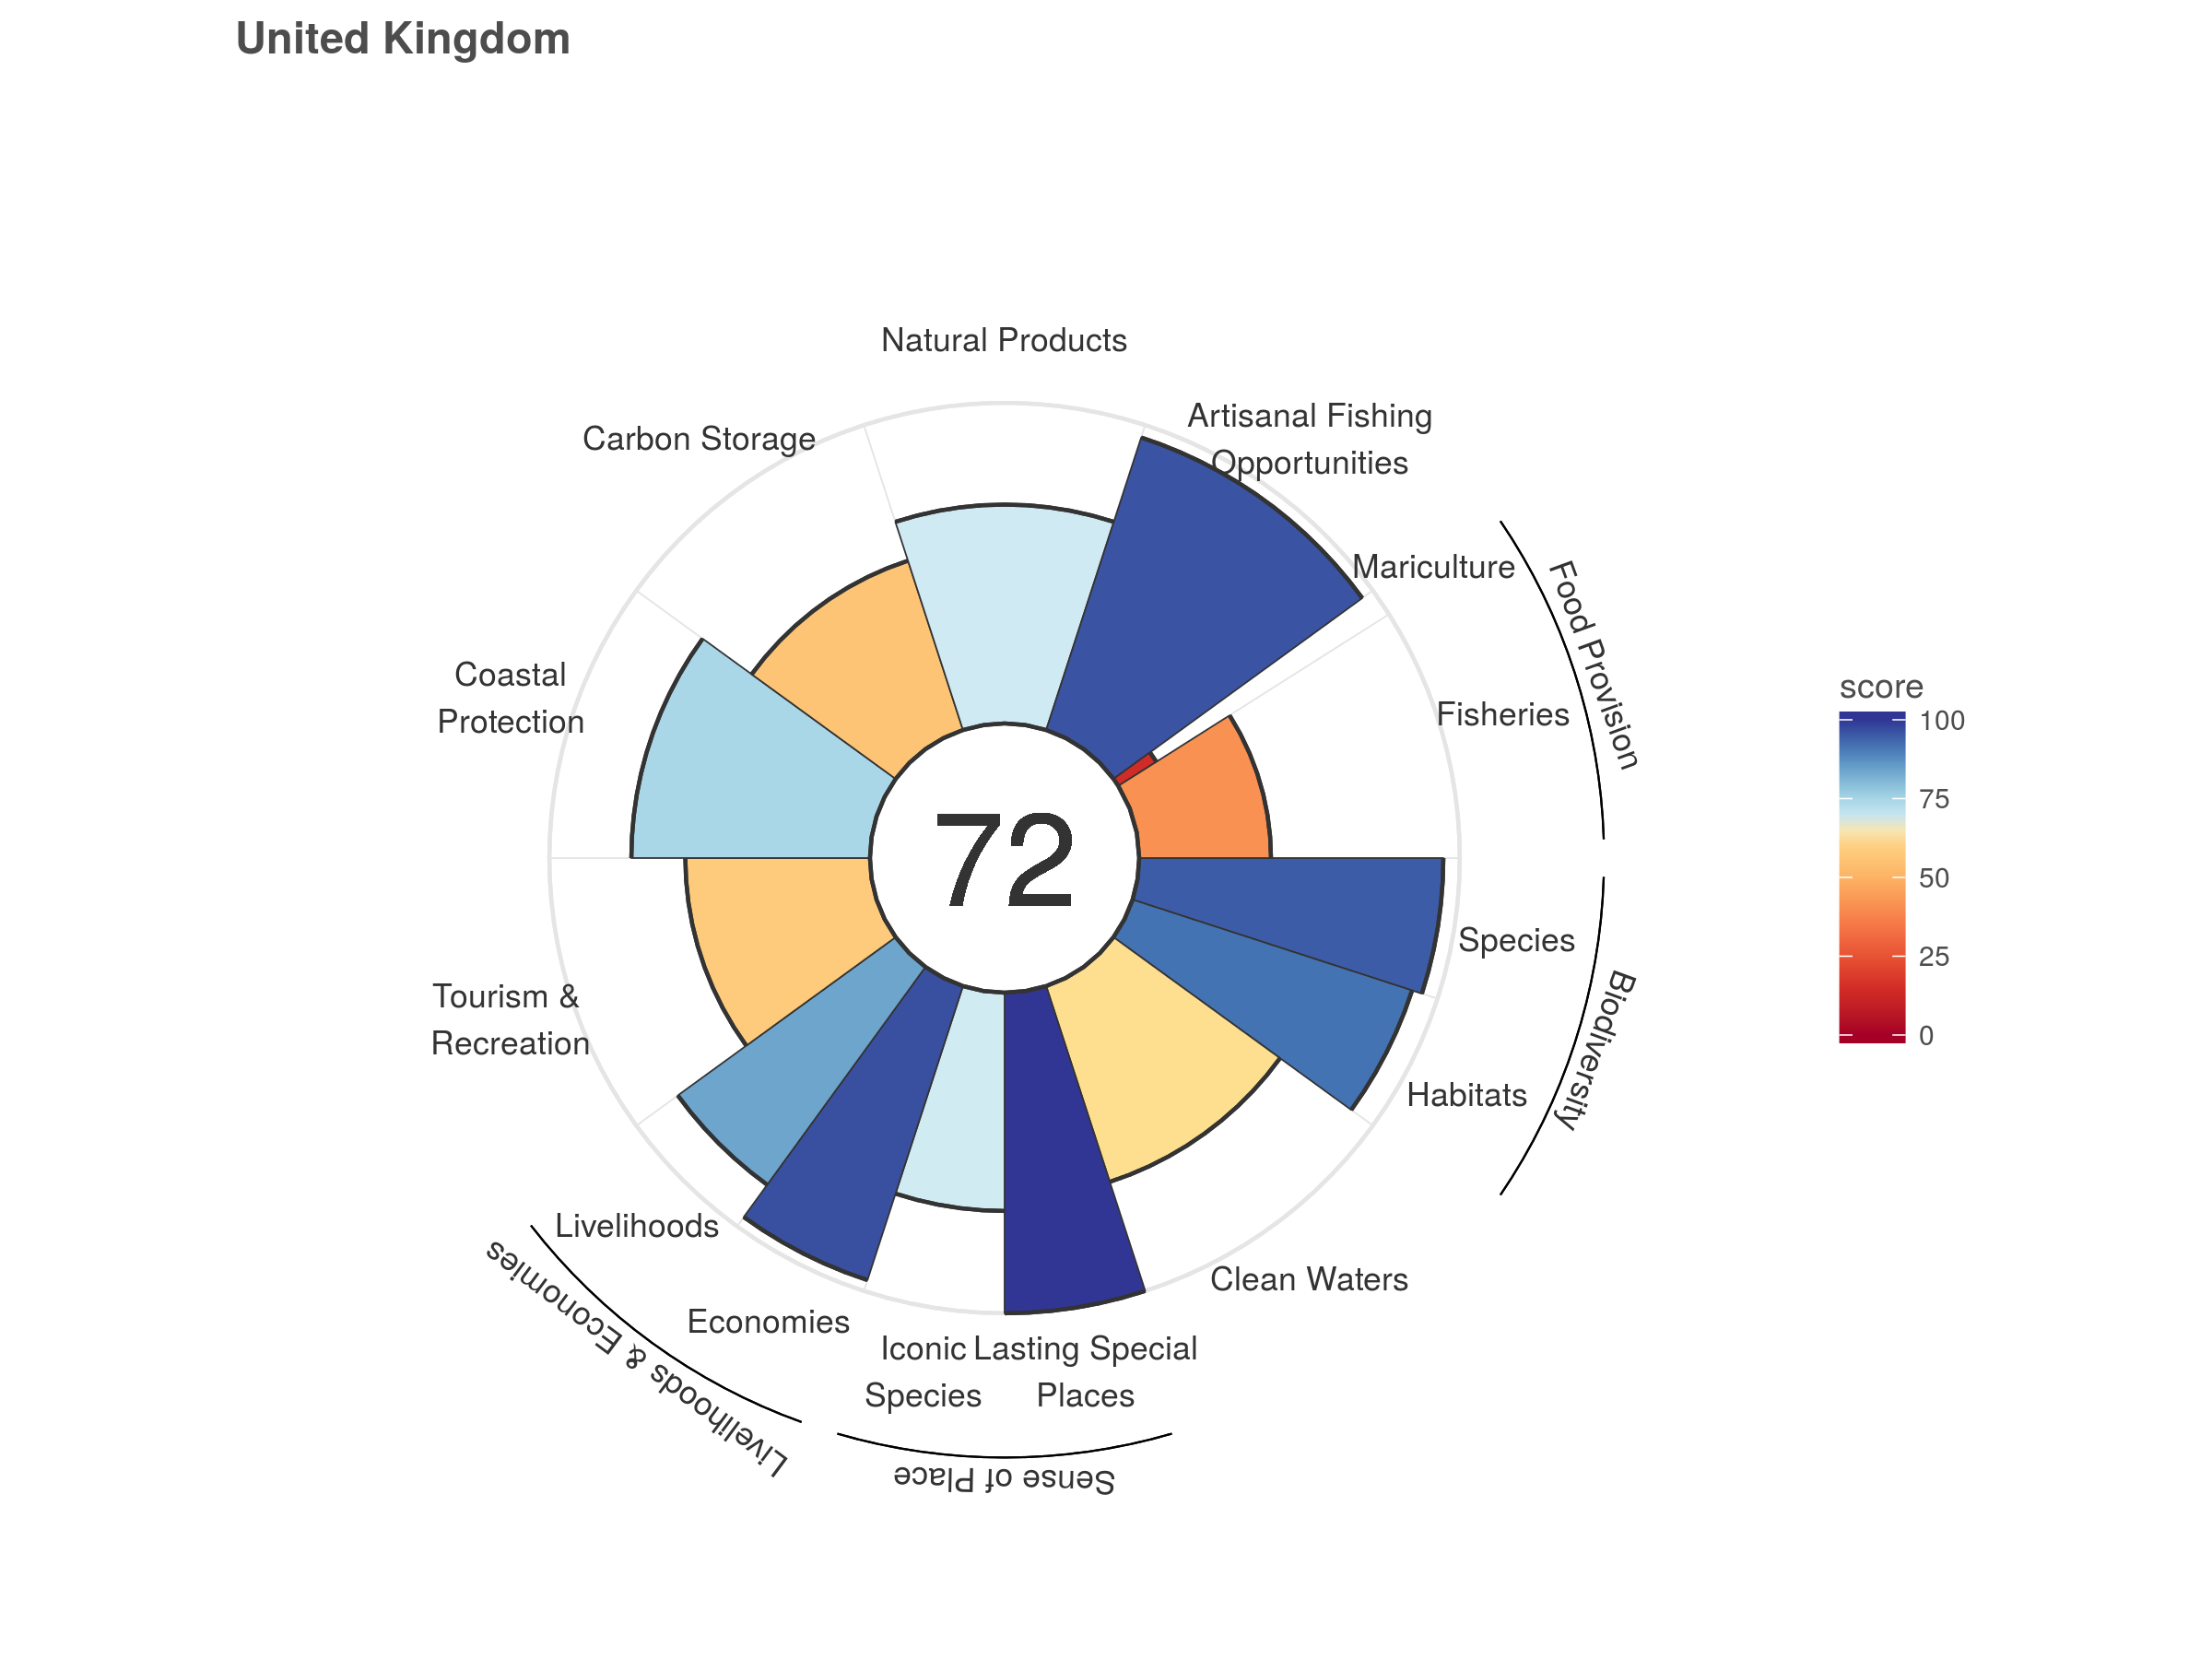 United Kingdom
Natural Products
Artisanal Fishing
Opportunities
Carbon Storage
Mariculture
Food Provision
Fisheries
Coastal
Protection
72
Species
Biodiversity
Habitats
Tourism &
Recreation
Livelihoods
Economies
Livelihoods & Economies
Clean Waters
Iconic
Species
Lasting Special
Places
Sense of Place
score
100
75
50
25
0